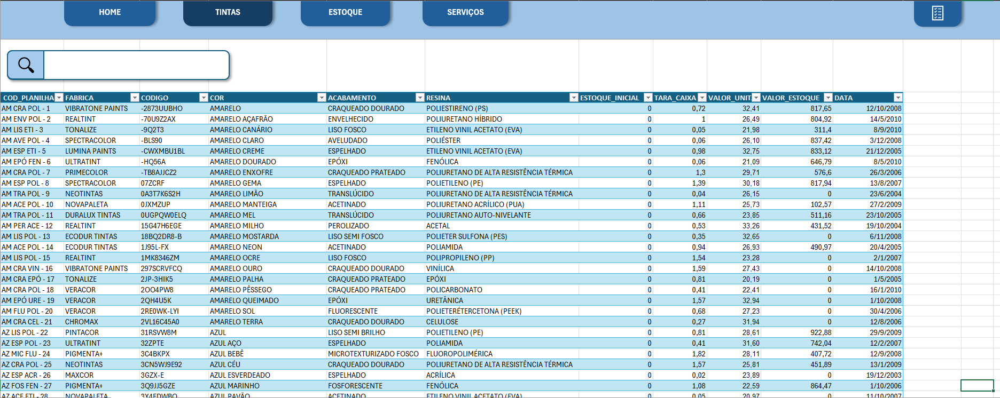 HOME TINTAS ESTOQUE SERVIÇOS
COD_PLANILHA FABRICA CODIGO COR ACABAMENTO RESINA ESTOQUE_INICIAL TARA_CAIXA VALOR_UNIT. VALOR_ESTOQUE DATA
AM CRA POL - 1 VIBRATONE PAINTS -2873UUBHO AMARELO CRAQUEADO DOURADO POLIESTIRENO (PS) 0 0,72 32,41 817,65 12/10/2008
AM ENV POL - 2 REALTINT -70U9Z2AX AMARELO AÇAFRÃO ENVELHECIDO POLIURETANO HÍBRIDO 0 1 26,49 804,92 14/5/2010
AM LIS ETI - 3 TONALIZE -9Q2T3 AMARELO CANÁRIO LISO FOSCO ETILENO VINIL ACETATO (EVA) 0 0,05 21,98 311,4 8/9/2010
AM AVE POL - 4 SPECTRACOLOR -BLS90 AMARELO CLARO AVELUDADO POLIÉSTER 0 0,06 26,10 837,42 3/12/2008
AM ESP ETI - 5 LUMINA PAINTS -CWXMBU1BL AMARELO CREME ESPELHADO ETILENO VINIL ACETATO (EVA) 0 0,98 32,75 833,12 21/12/2005
AM EPÓ FEN - 6 ULTRATINT -HQ56A AMARELO DOURADO EPÓXI FENÓLICA 0 0,06 21,09 646,79 8/5/2010
AM CRA POL - 7 PRIMECOLOR -TB8AJJCZ2 AMARELO ENXOFRE CRAQUEADO PRATEADO POLIURETANO DE ALTA RESISTÊNCIA TÉRMICA 0 1,3 29,71 576,6 26/3/2006
AM ESP POL - 8 SPECTRACOLOR 07ZCRF AMARELO GEMA ESPELHADO POLIETILENO (PE) 0 1,39 30,18 817,94 13/8/2007
AM TRA POL - 9 NEOTINTAS 0A3T7K6S2H AMARELO LIMÃO TRANSLÚCIDO POLIURETANO DE ALTA RESISTÊNCIA TÉRMICA 0 0,04 26,15 0 23/6/2004
AM ACE POL - 10 NOVAPALETA 0JXMZUP AMARELO MANTEIGA ACETINADO POLIURETANO ACRÍLICO (PUA) 0 1,11 25,73 102,57 27/2/2009
AM TRA POL - 11 DURALUX TINTAS 0UGPQW0ELQ AMARELO MEL TRANSLÚCIDO POLIURETANO AUTO-NIVELANTE 0 0,66 23,85 511,16 23/10/2005
AM PER ACE - 12 REALTINT 15G47H6EGE AMARELO MILHO PEROLIZADO ACETAL 0 0,53 33,26 431,52 19/10/2004
AM LIS POL - 13 ECODUR TINTAS 18BQ2DR8-B AMARELO MOSTARDA LISO SEMI FOSCO POLIETER SULFONA (PES) 0 0,35 32,65 0 6/11/2008
AM ACE POL - 14 ECODUR TINTAS 1J95L-FX AMARELO NEON ACETINADO POLIAMIDA 0 0,94 26,93 490,97 20/4/2005
AM LIS POL - 15 REALTINT 1MK8346ZM AMARELO OCRE LISO FOSCO POLIPROPILENO (PP) 0 1,54 23,28 0 2/1/2007
AM CRA VIN - 16 VIBRATONE PAINTS 297SCRVFCQ AMARELO OURO CRAQUEADO DOURADO VINÍLICA 0 1,59 27,43 0 14/10/2008
AM CRA EPÓ - 17 TONALIZE 2JP-3HIK5 AMARELO PALHA CRAQUEADO PRATEADO EPÓXI 0 0,81 20,19 0 1/5/2005
AM CRA POL - 18 VERACOR 2OO4PW8 AMARELO PÊSSEGO CRAQUEADO PRATEADO POLICARBONATO 0 0,41 22,41 0 16/1/2010
AM EPÓ URE - 19 VERACOR 2QH4U5K AMARELO QUEIMADO EPÓXI URETÂNICA 0 1,57 32,94 0 1/10/2008
AM FLU POL - 20 VERACOR 2RE0WK-LYI AMARELO SOL FLUORESCENTE POLIETERÉTERCETONA (PEEK) 0 0,68 27,23 0 30/4/2006
AM CRA CEL - 21 CHROMAX 2VL16C45A0 AMARELO TERRA CRAQUEADO DOURADO CELULOSE 0 0,27 31,94 0 12/8/2006
AZ LIS POL - 22 PINTACOR 31RSVW8M AZUL LISO SEMI BRILHO POLIETILENO (PE) 0 0,81 28,61 922,88 29/9/2009
AZ ESP POL - 23 ULTRATINT 32ZPTE AZUL AÇO ESPELHADO POLIAMIDA 0 0,41 31,60 742,04 12/2/2007
AZ MIC FLU - 24 PIGMENTA+ 3C4BKPX AZUL BEBÊ MICROTEXTURIZADO FOSCO FLUOROPOLIMÉRICA 0 1,82 28,11 407,72 12/9/2008
AZ CRA POL - 25 NEOTINTAS 3CN5WJ9E92 AZUL CÉU CRAQUEADO DOURADO POLIURETANO DE ALTA RESISTÊNCIA TÉRMICA 0 1,57 25,81 451,89 13/1/2009
AZ ESP ACR - 26 MAXCOR 3GZX-E AZUL ESVERDEADO ESPELHADO ACRÍLICA 0 0,02 23,89 0 19/12/2003
AZ FOS FEN - 27 PIGMENTA+ 3Q9JJ5GZE AZUL MARINHO FOSFORESCENTE FENÓLICA 0 1,08 22,59 864,47 1/10/2006
AZ ACE ETI - 28 NOVAPALETA 3X4EDWBO AZUL PAVÃO ACETINADO ETILENO VINIL ACETATO (EVA) 0 0,05 20,97 0 11/10/2007